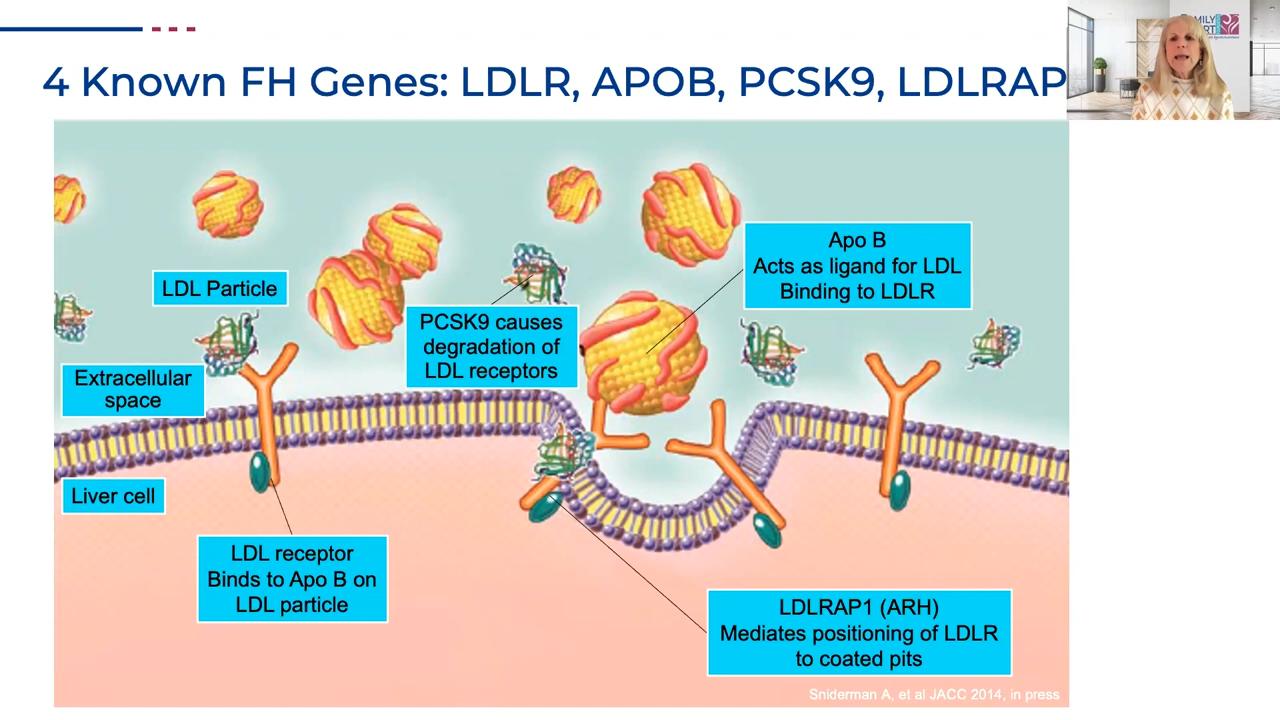 4 Known FH Genes: LDLR, APOB, PCSK9, LDLRAP
Apo B
Acts as ligand for LDL
Binding to LDLR
LDL Particle
PCSK9 causes
degradation of
LDL receptors
Extracellular
space
Liver cell
LDL receptor
Binds to Apo B on
LDL particle
LDLRAP1 (ARH)
Mediates positioning of LDLR
to coated pits
Sniderman A, et al JACC 2014, in press